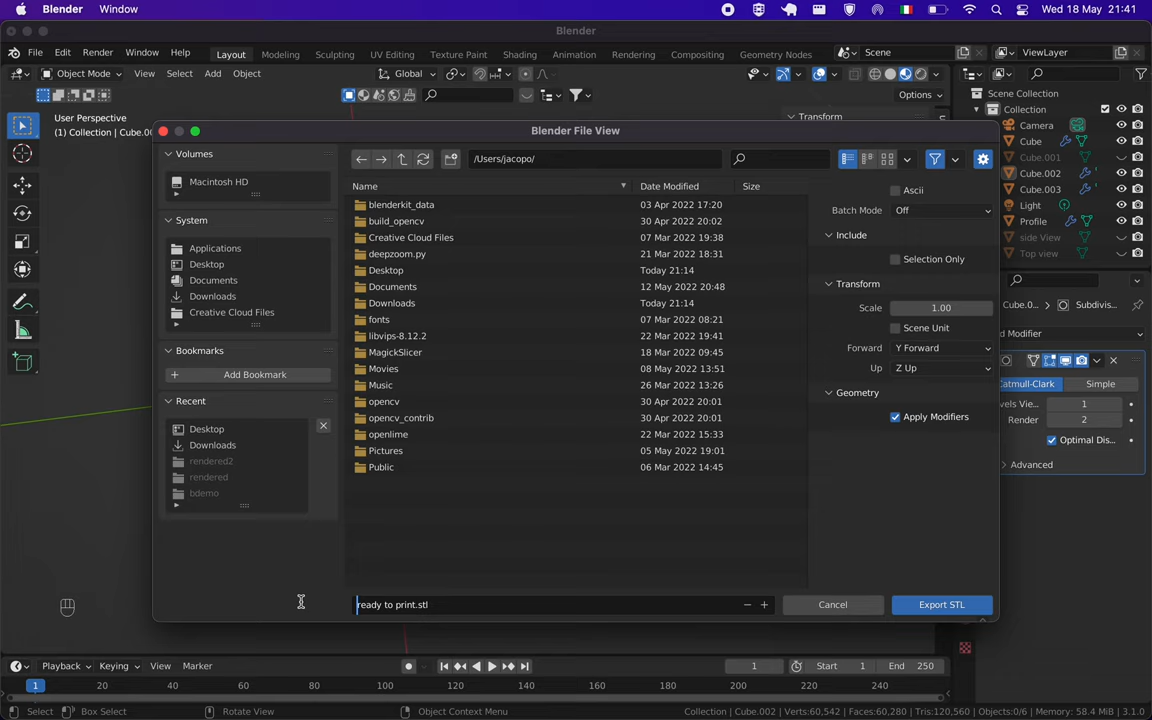 Blender Window Wed 18 May 21:41
Blender
File Edit Render Window Help Layout Modeling Sculpting UV Editing Texture Paint Shading Animation Rendering Compositing Geometry Nodes Scene ViewLayer
Object Mode View Select Add Object Global
Options
User Perspective
(1) Collection | Cube.00
Transform
Scene Collection
Collection
Camera
Cube
Cube.001
Cube.002
Cube.003
Light
Profile
side View
Top view
Cube.0... Subdivis...
d Modifier
atmull-Clark Simple
vels Vie... 1
Render 2
Optimal Dis...
Advanced
Blender File View
Volumes
Macintosh HD
System
Applications
Desktop
Documents
Downloads
Creative Cloud Files
Bookmarks
+ Add Bookmark
Recent
Desktop
Downloads
rendered2
rendered
bdemo
/Users/jacopo/
Name Date Modified Size
blenderkit_data 03 Apr 2022 17:20
build_opencv 30 Apr 2022 20:02
Creative Cloud Files 07 Mar 2022 19:38
deepzoom.py 21 Mar 2022 18:31
Desktop Today 21:14
Documents 12 May 2022 20:48
Downloads Today 21:14
fonts 07 Mar 2022 08:21
libvips-8.12.2 22 Mar 2022 19:41
MagickSlicer 18 Mar 2022 09:45
Movies 08 May 2022 13:51
Music 26 Mar 2022 13:26
opencv 30 Apr 2022 20:01
opencv_contrib 30 Apr 2022 20:01
openlime 22 Mar 2022 15:33
Pictures 05 May 2022 19:01
Public 06 Mar 2022 14:45
Ascii
Batch Mode Off
Include
Selection Only
Transform
Scale 1.00
Scene Unit
Forward Y Forward
Up Z Up
Geometry
Apply Modifiers
ready to print.stl
Cancel Export STL
Playback Keying View Marker 1 Start 1 End 250
1 20 40 60 80 100 120 140 160 180 200 220 240
Select Box Select Rotate View Object Context Menu Collection | Cube.002 | Verts:60,542 | Faces:60,280 | Tris:120,560 | Objects:0/6 | Memory: 58.4 MiB | 3.1.0